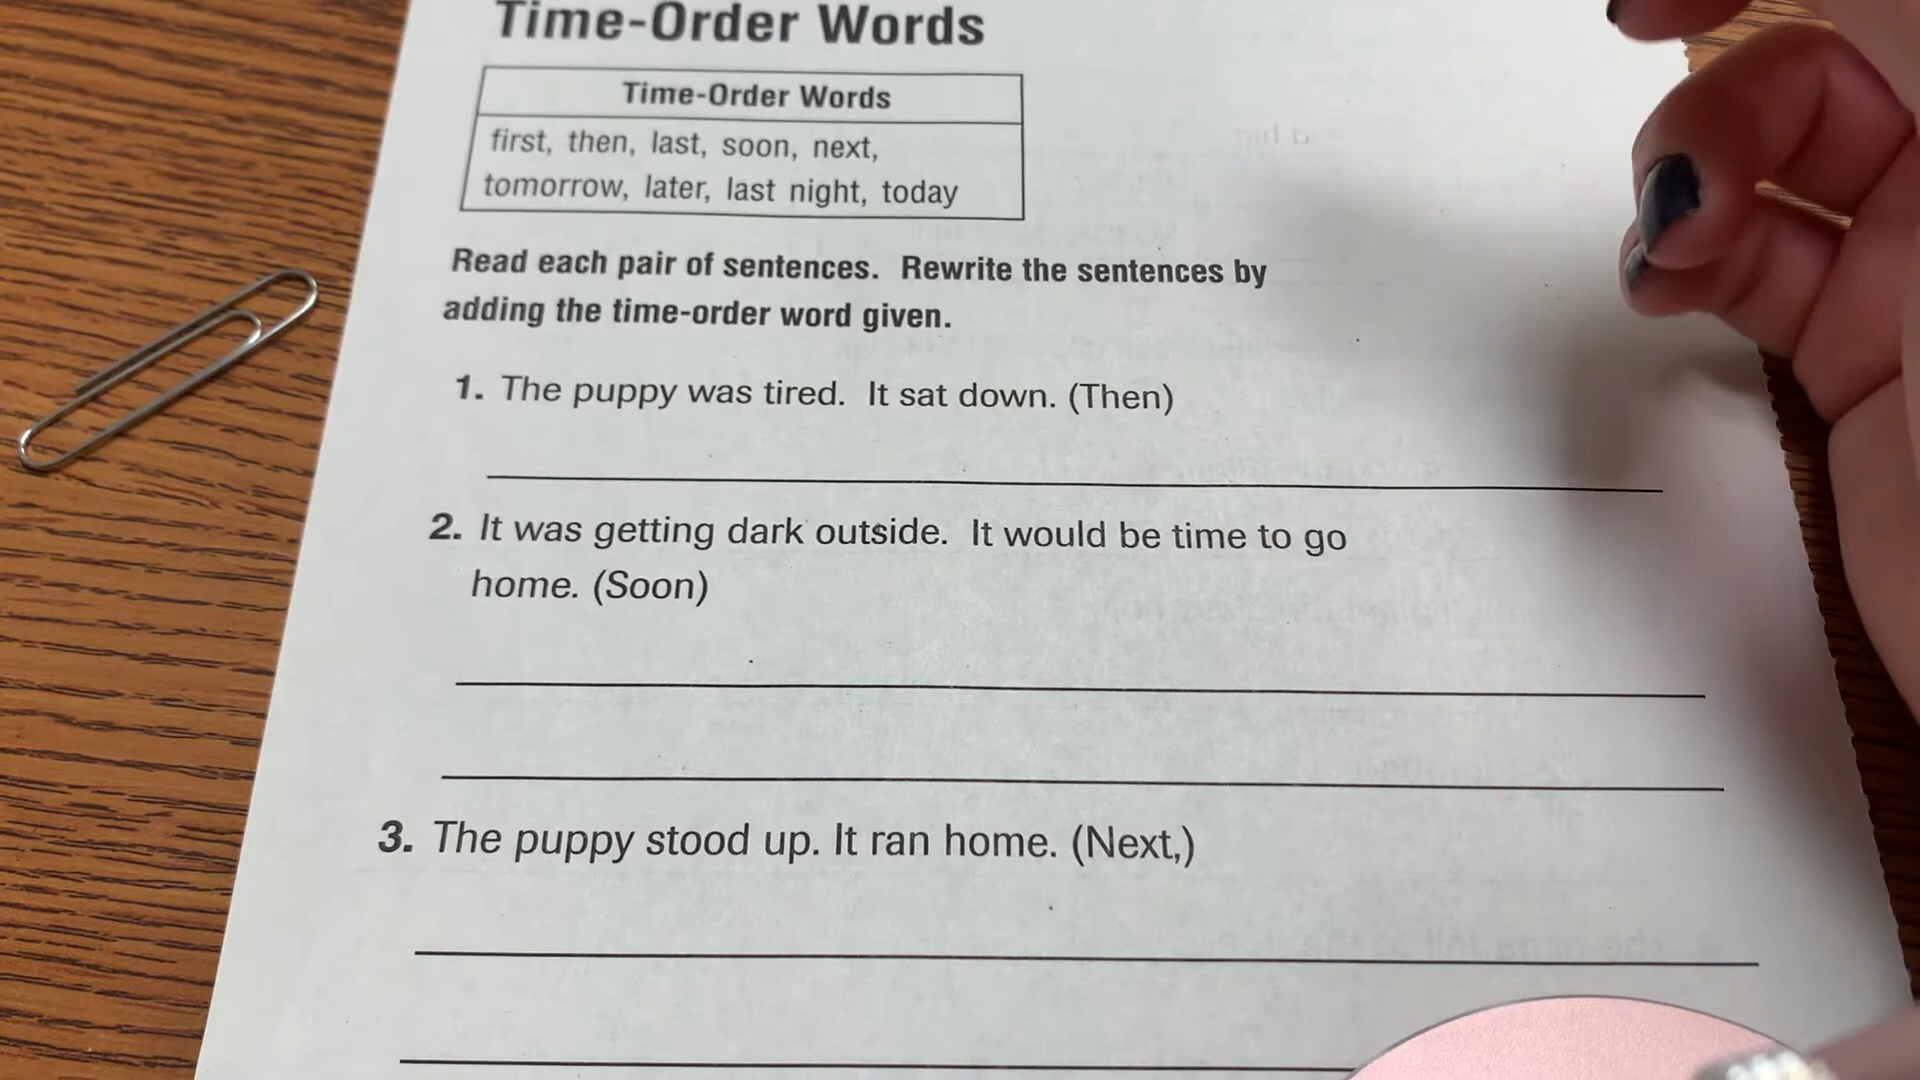 Time-Order Words
Time-Order Words
first, then, last, soon, next,
tomorrow, later, last night, today
Read each pair of sentences. Rewrite the sentences by
adding the time-order word given.
1. The puppy was tired. It sat down. (Then)
2. It was getting dark outside. It would be time to go
home. (Soon)
3. The puppy stood up. It ran home. (Next,)